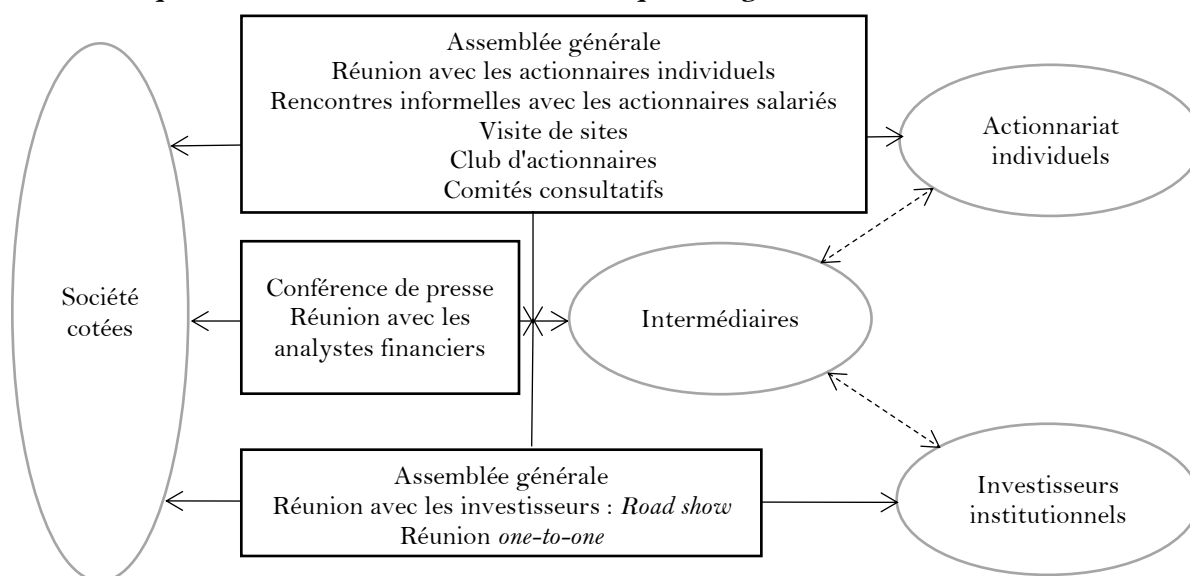 Assemblée générale
Réunion avec les actionnaires individuels
Rencontres informelles avec les actionnaires salariés
Visite de sites
Club d'actionnaires
Comités consultatifs
Actionnariat
individuels
Société
cotées
Conférence de presse
Réunion avec les
analystes financiers
Intermédiaires
Assemblée générale
Réunion avec les investisseurs : Road show
Réunion one-to-one
Investisseurs
institutionnels